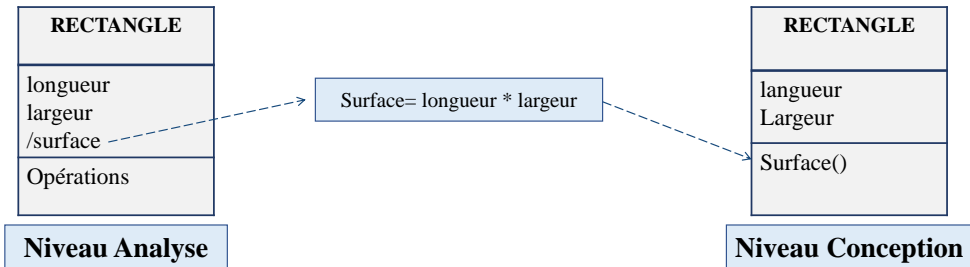 RECTANGLE
longueur
largeur
/surface
Opérations
Niveau Analyse
Surface= longueur * largeur
RECTANGLE
langueur
Largeur
Surface()
Niveau Conception